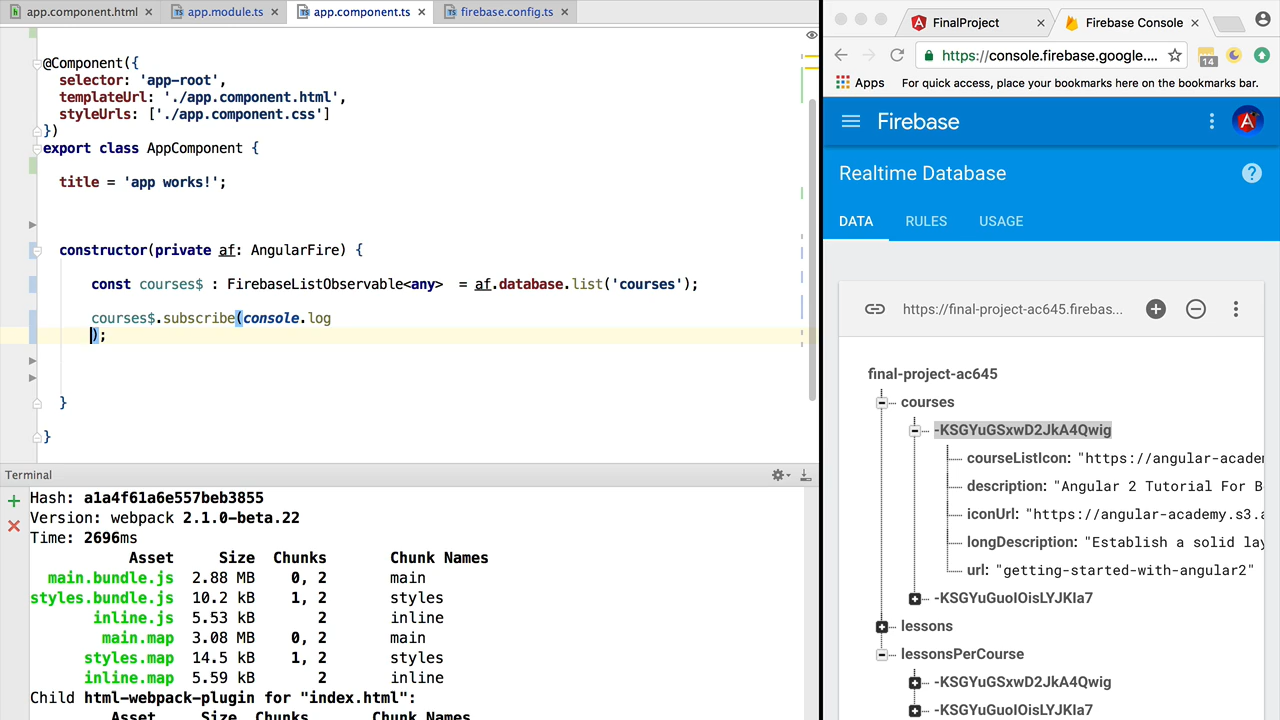 app.component.html
app.module.ts
app.component.ts
firebase.config.ts
@Component({
selector: 'app-root',
templateUrl: './app.component.html',
styleUrls: ['./app.component.css']
})
export class AppComponent {
title = 'app works!';
constructor(private af: AngularFire) {
const courses$ : FirebaseListObservable<any> = af.database.list('courses');
courses$.subscribe(console.log
);
}
}
Terminal
Hash: a1a4f61a6e557beb3855
Version: webpack 2.1.0-beta.22
Time: 2696ms
Asset Size Chunks Chunk Names
main.bundle.js 2.88 MB 0, 2 main
styles.bundle.js 10.2 kB 1, 2 styles
inline.js 5.53 kB 2 inline
main.map 3.08 MB 0, 2 main
styles.map 14.5 kB 1, 2 styles
inline.map 5.59 kB 2 inline
Child html-webpack-plugin for "index.html":
Asset Size Chunks Chunk Names
FinalProject
Firebase Console
https://console.firebase.google....
14
Apps
For quick access, place your bookmarks here on the bookmarks bar.
Firebase
Realtime Database
DATA
RULES
USAGE
https://final-project-ac645.firebas...
final-project-ac645
courses
-KSGYuGSxwD2JkA4Qwig
courseListIcon: "https://angular-acade
description: "Angular 2 Tutorial For B
iconUrl: "https://angular-academy.s3.a
longDescription: "Establish a solid lay
url: "getting-started-with-angular2"
-KSGYuGuoIOisLYJKIa7
lessons
lessonsPerCourse
-KSGYuGSxwD2JkA4Qwig
-KSGYuGuoIOisLYJKIa7